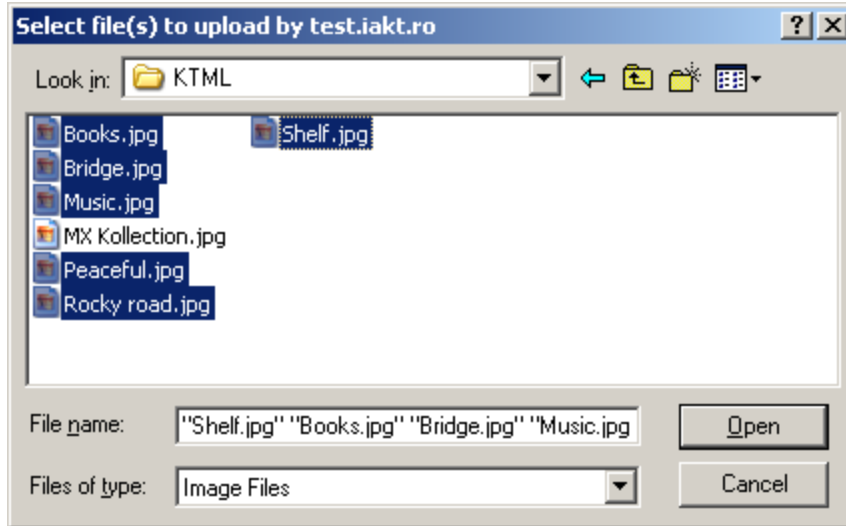 Select file(s) to upload by test.iakt.ro
Look in: KTML
Books.jpg
Bridge.jpg
Music.jpg
MX Kollection.jpg
Peaceful.jpg
Rocky road.jpg
Shelf.jpg
File name: "Shelf.jpg" "Books.jpg" "Bridge.jpg" "Music.jpg
Open
Files of type: Image Files
Cancel